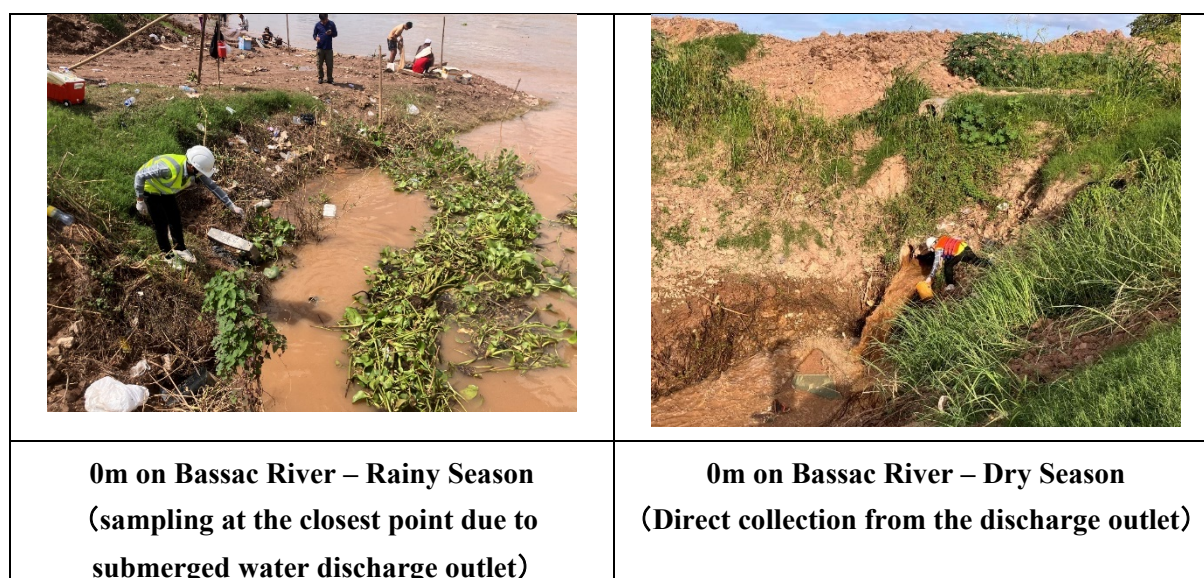 0m on Bassac River – Rainy Season
（sampling at the closest point due to
submerged water discharge outlet）
0m on Bassac River – Dry Season
（Direct collection from the discharge outlet）